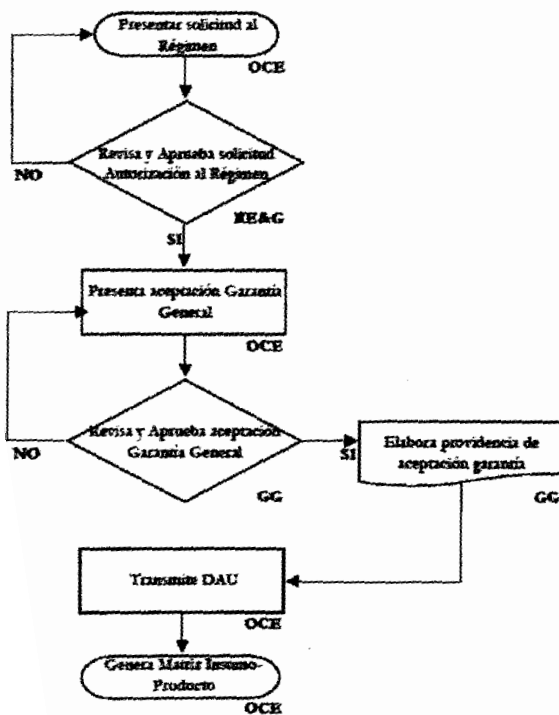 Presentar solicitud al
Régimen
OCE
Revisa y Aprueba solicitud
Autorización al Régimen
NO
RE&G
SI
Presenta aceptación Garantía
General
OCE
Revisa y Aprueba aceptación
Garantía General
NO
SI
GG
Elabora providencia de
aceptación garantía
GG
Transmite DAU
OCE
Genera Matriz Insumo-
Producto
OCE